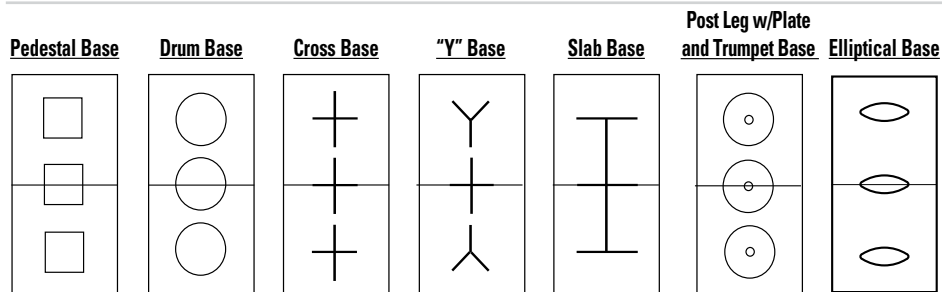 Pedestal Base
Drum Base
Cross Base
“Y” Base
Slab Base
Post Leg w/Plate
and Trumpet Base
Elliptical Base